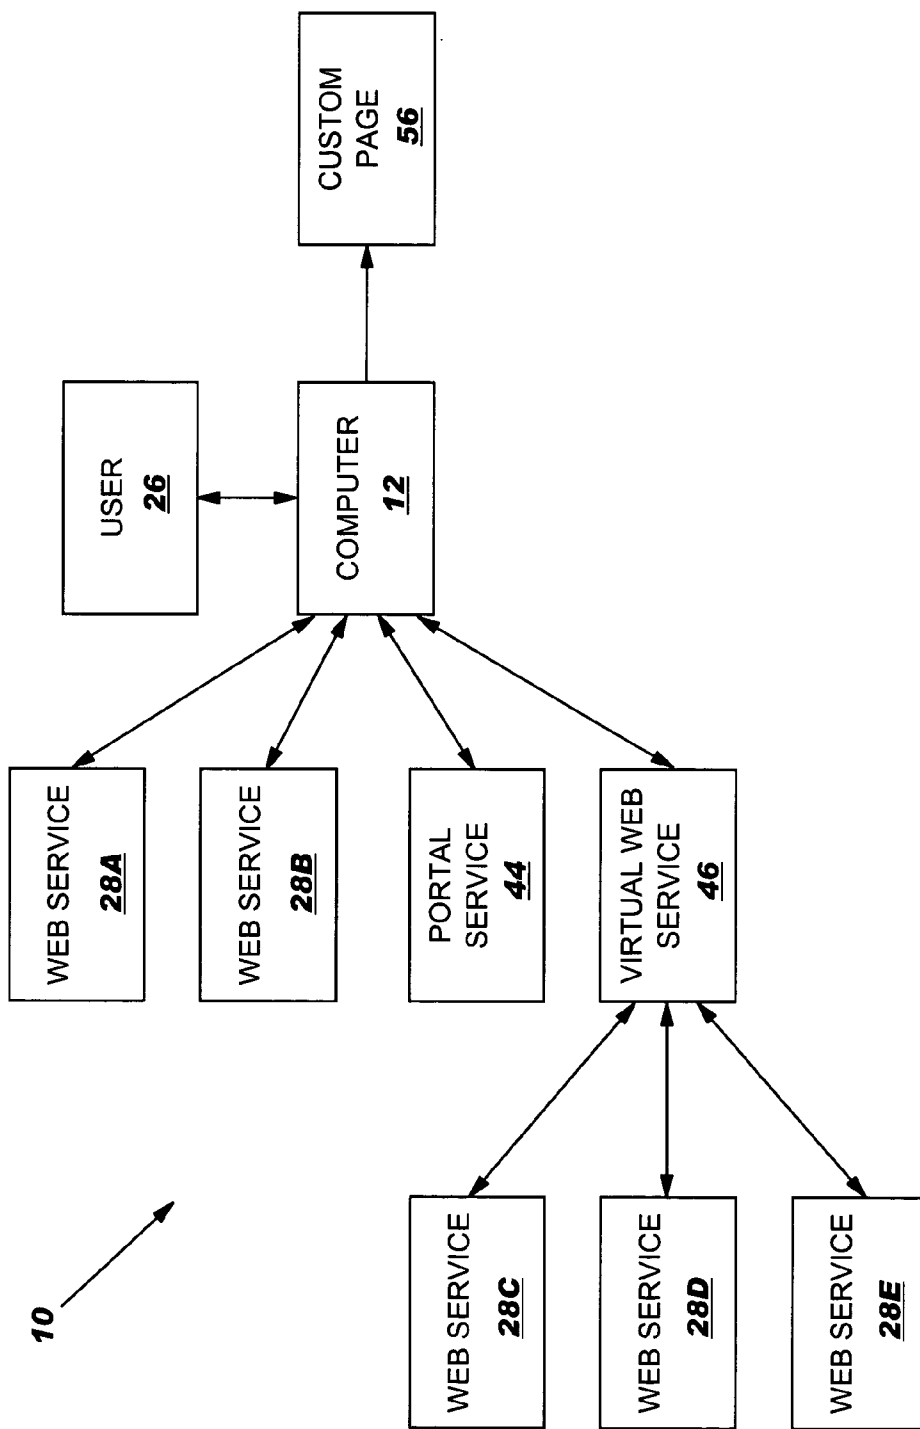 10
WEB SERVICE
28A
WEB SERVICE
28B
PORTAL
SERVICE
44
VIRTUAL WEB
SERVICE
46
WEB SERVICE
28C
WEB SERVICE
28D
WEB SERVICE
28E
USER
26
COMPUTER
12
CUSTOM
PAGE
56